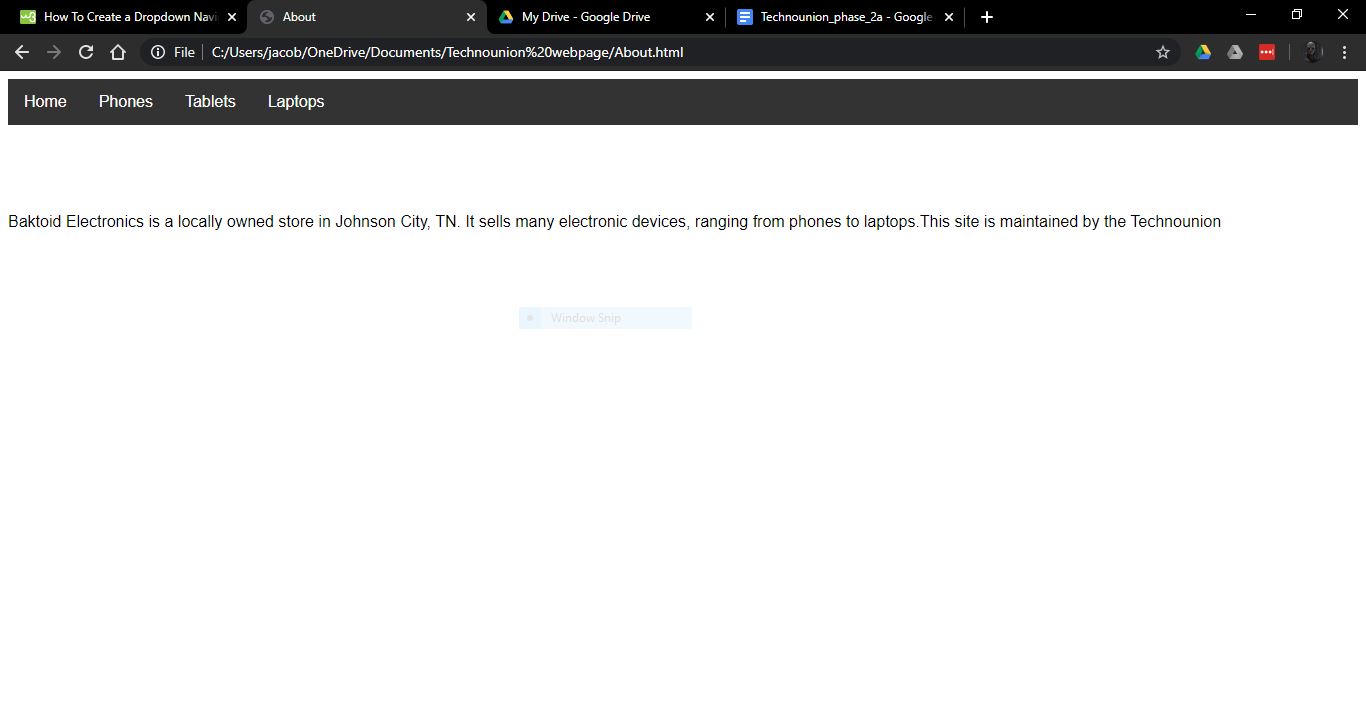 How To Create a Dropdown Navi
About
My Drive - Google Drive
Technounion_phase_2a - Google
File
C:/Users/jacob/OneDrive/Documents/Technounion%20webpage/About.html
Home Phones Tablets Laptops
Baktoid Electronics is a locally owned store in Johnson City, TN. It sells many electronic devices, ranging from phones to laptops.This site is maintained by the Technounion
Window Snip